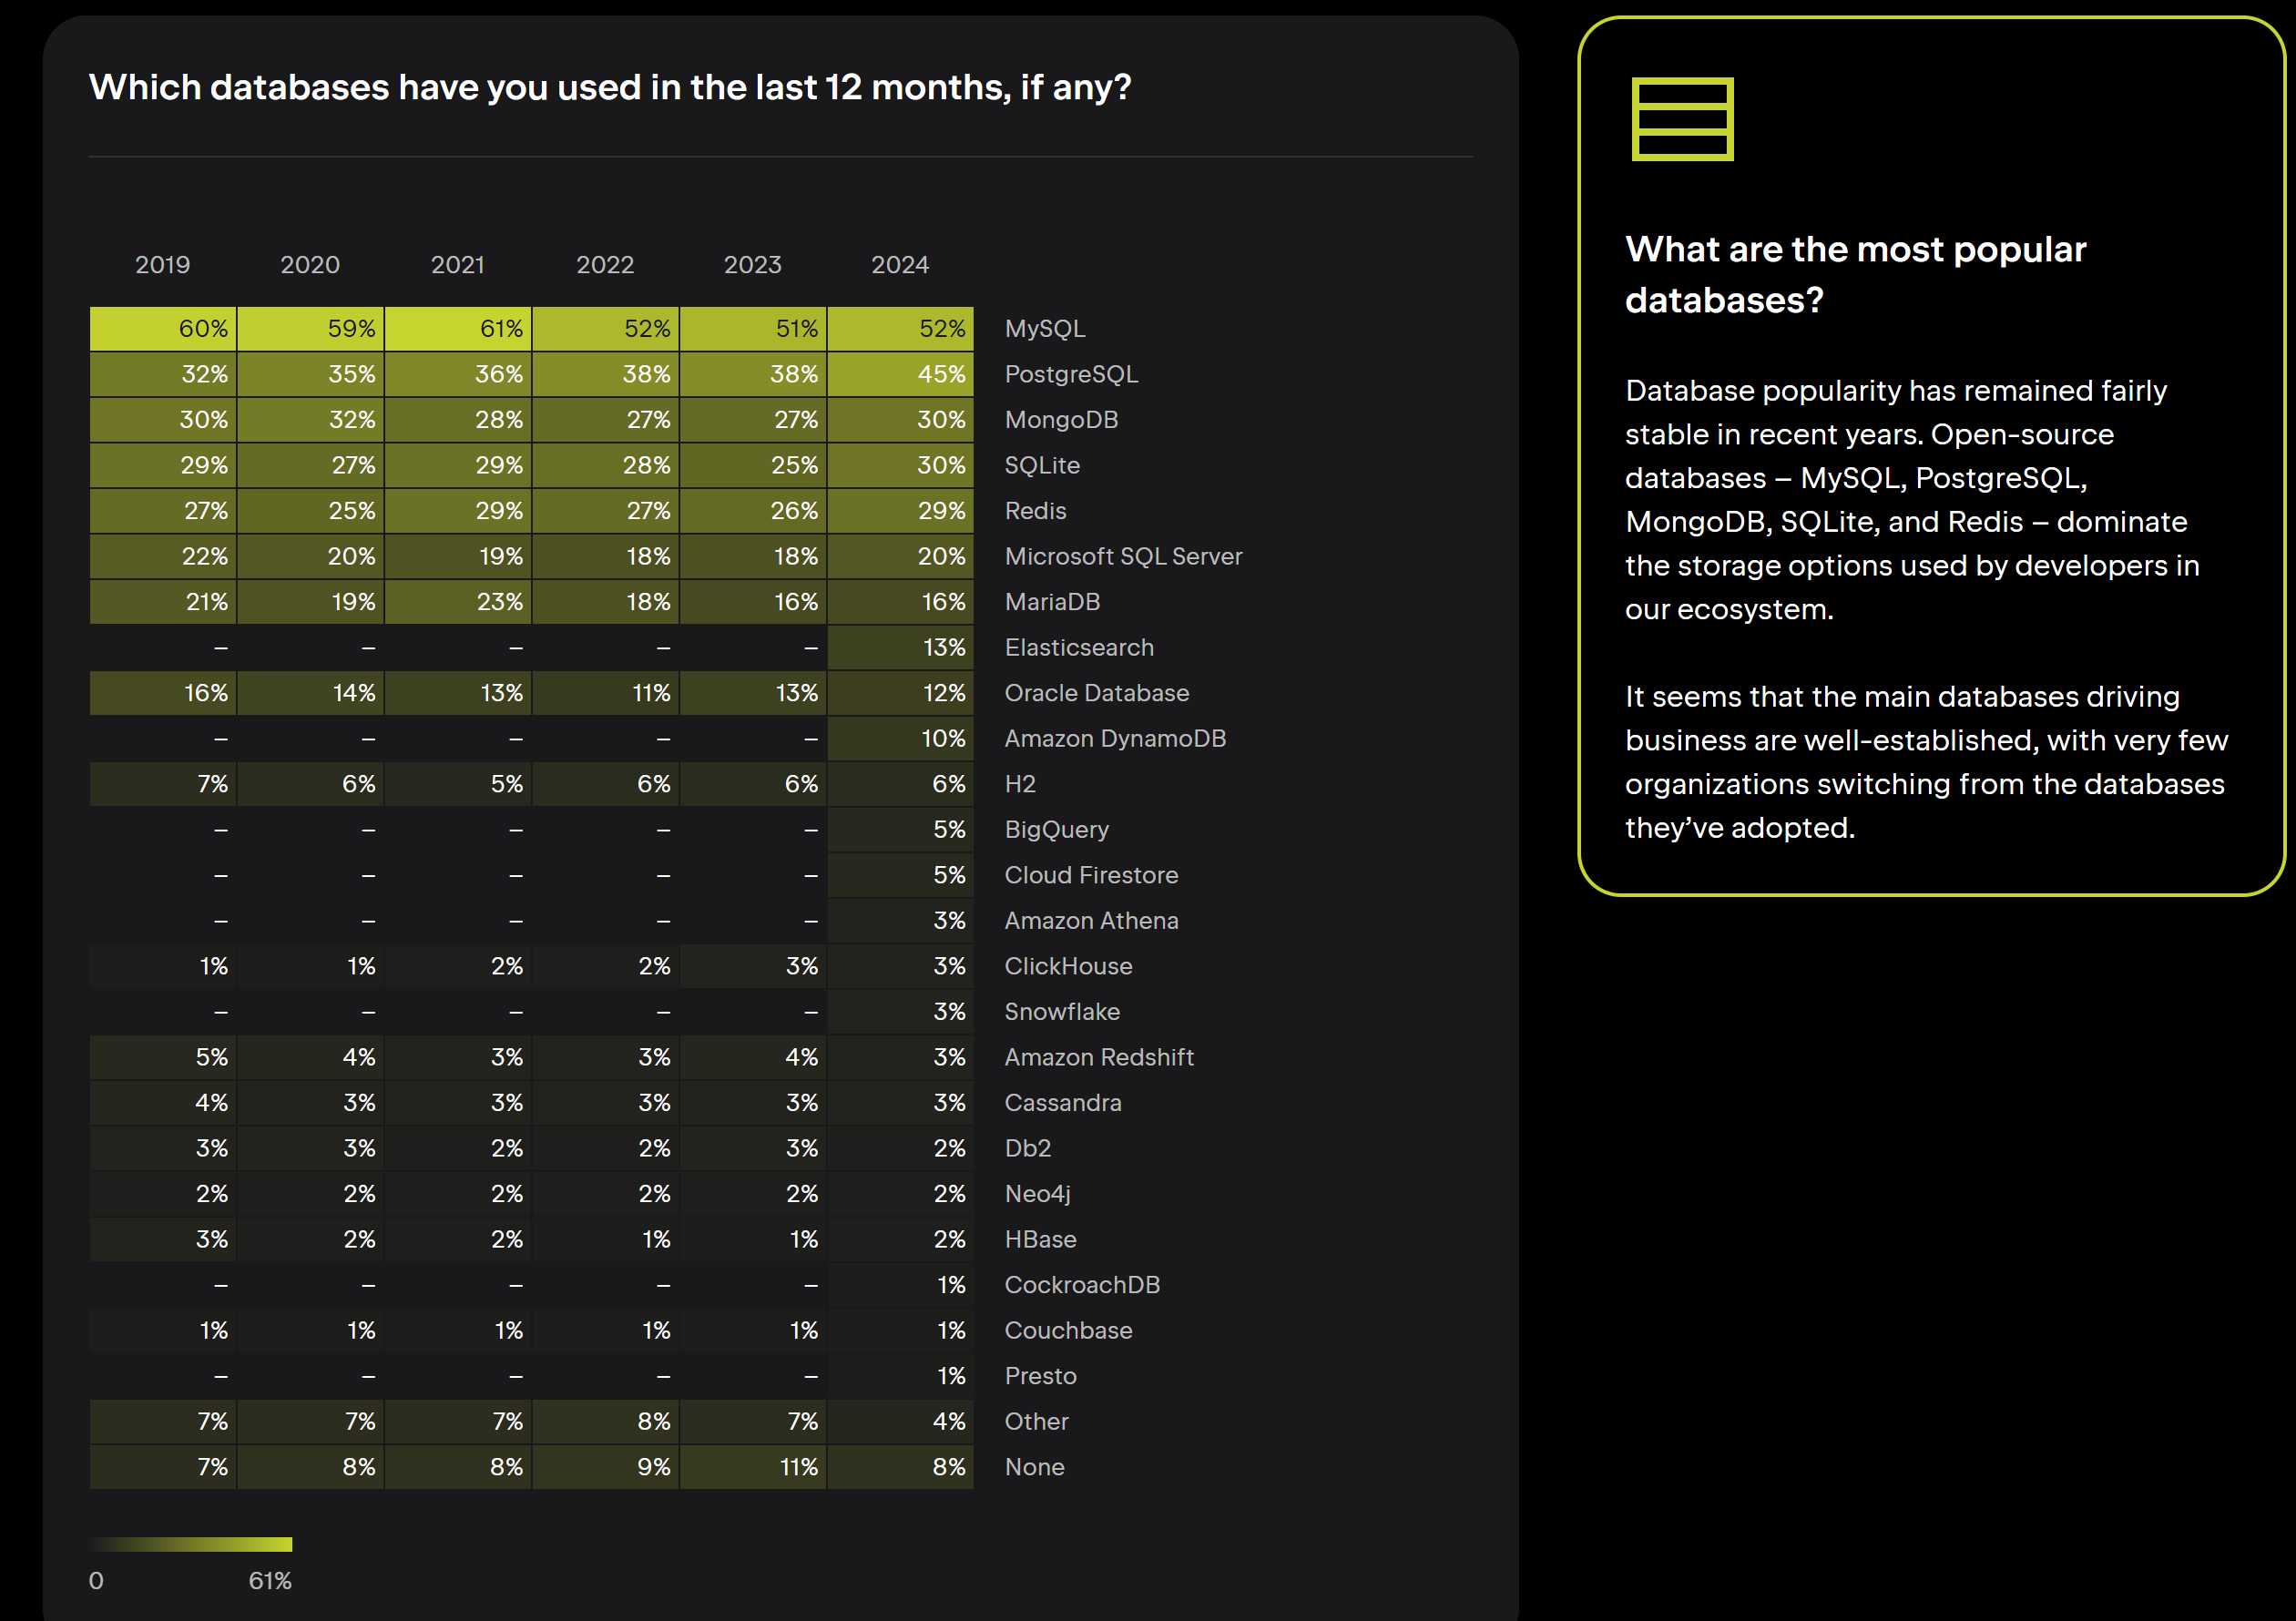 Which databases have you used in the last 12 months, if any?
2019 2020 2021 2022 2023 2024
60% 59% 61% 52% 51% 52% MySQL
32% 35% 36% 38% 38% 45% PostgreSQL
30% 32% 28% 27% 27% 30% MongoDB
29% 27% 29% 28% 25% 30% SQLite
27% 25% 29% 27% 26% 29% Redis
22% 20% 19% 18% 18% 20% Microsoft SQL Server
21% 19% 23% 18% 16% 16% MariaDB
– – – – – 13% Elasticsearch
16% 14% 13% 11% 13% 12% Oracle Database
– – – – – 10% Amazon DynamoDB
7% 6% 5% 6% 6% 6% H2
– – – – – 5% BigQuery
– – – – – 5% Cloud Firestore
– – – – – 3% Amazon Athena
1% 1% 2% 2% 3% 3% ClickHouse
– – – – – 3% Snowflake
5% 4% 3% 3% 4% 3% Amazon Redshift
4% 3% 3% 3% 3% 3% Cassandra
3% 3% 2% 2% 3% 2% Db2
2% 2% 2% 2% 2% 2% Neo4j
3% 2% 2% 1% 1% 2% HBase
– – – – – 1% CockroachDB
1% 1% 1% 1% 1% 1% Couchbase
– – – – – 1% Presto
7% 7% 7% 8% 7% 4% Other
7% 8% 8% 9% 11% 8% None
0 61%
What are the most popular
databases?
Database popularity has remained fairly
stable in recent years. Open-source
databases – MySQL, PostgreSQL,
MongoDB, SQLite, and Redis – dominate
the storage options used by developers in
our ecosystem.
It seems that the main databases driving
business are well-established, with very few
organizations switching from the databases
they’ve adopted.